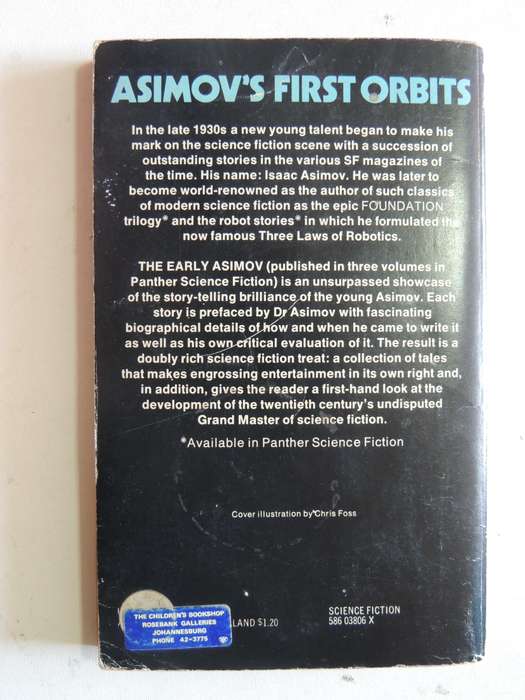 ASIMOV'S FIRST ORBITS
In the late 1930s a new young talent began to make his
mark on the science fiction scene with a succession of
outstanding stories in the various SF magazines of
the time. His name: Isaac Asimov. He was later to
become world-renowned as the author of such classics
of modern science fiction as the epic FOUNDATION
trilogy* and the robot stories* in which he formulated the
now famous Three Laws of Robotics.
THE EARLY ASIMOV (published in three volumes in
Panther Science Fiction) is an unsurpassed showcase
of the story-telling brilliance of the young Asimov. Each
story is prefaced by Dr Asimov with fascinating
biographical details of how and when he came to write it
as well as his own critical evaluation of it. The result is a
doubly rich science fiction treat: a collection of tales
that makes engrossing entertainment in its own right and,
in addition, gives the reader a first-hand look at the
development of the twentieth century's undisputed
Grand Master of science fiction.
*Available in Panther Science Fiction
Cover illustration by Chris Foss
THE CHILDREN'S BOOKSHOP
ROSEBANK GALLERIES
JOHANNESBURG
PHONE 42-3775
LAND $1.20
SCIENCE FICTION
586 03806 X